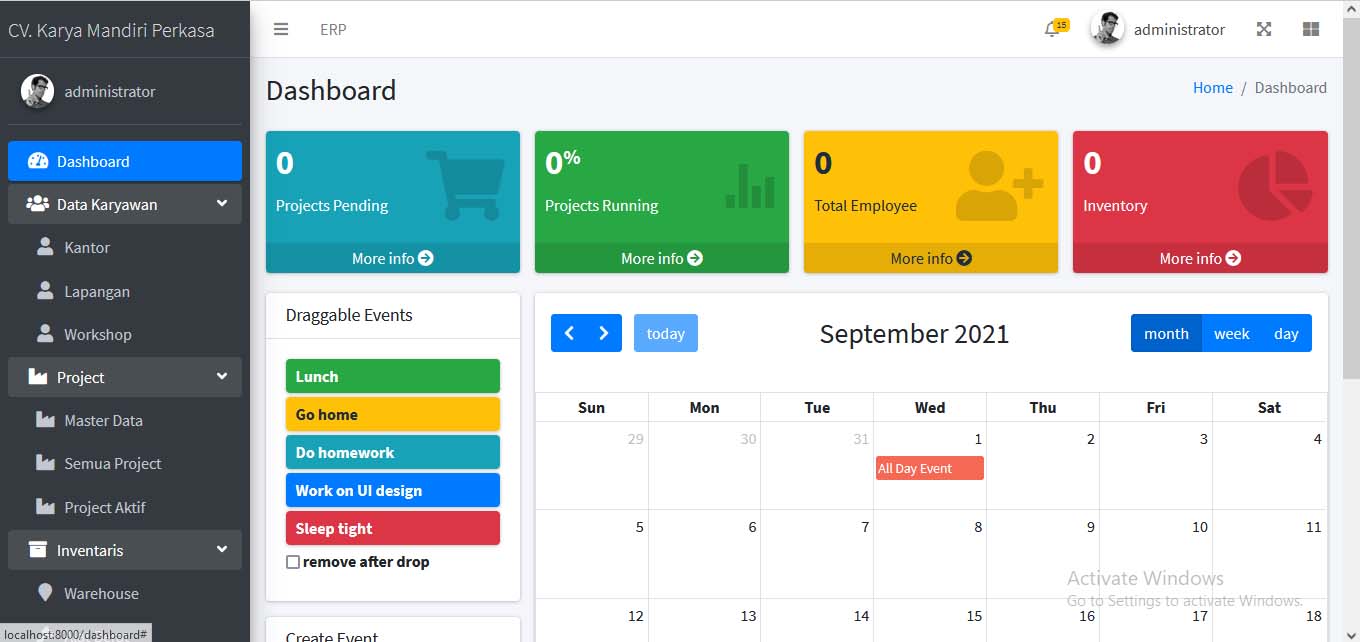 CV. Karya Mandiri Perkasa
ERP
15
administrator
administrator
Dashboard
Data Karyawan
Kantor
Lapangan
Workshop
Project
Master Data
Semua Project
Project Aktif
Inventaris
Warehouse
localhost:8000/dashboard#
Dashboard
Home / Dashboard
0
Projects Pending
More info
0%
Projects Running
More info
0
Total Employee
More info
0
Inventory
More info
Draggable Events
Lunch
Go home
Do homework
Work on UI design
Sleep tight
remove after drop
Create Event
today
September 2021
month week day
Sun Mon Tue Wed Thu Fri Sat
29 30 31 1 2 3 4
All Day Event
5 6 7 8 9 10 11
12 13 14 15 16 17 18
Activate Windows
Go to Settings to activate Windows.